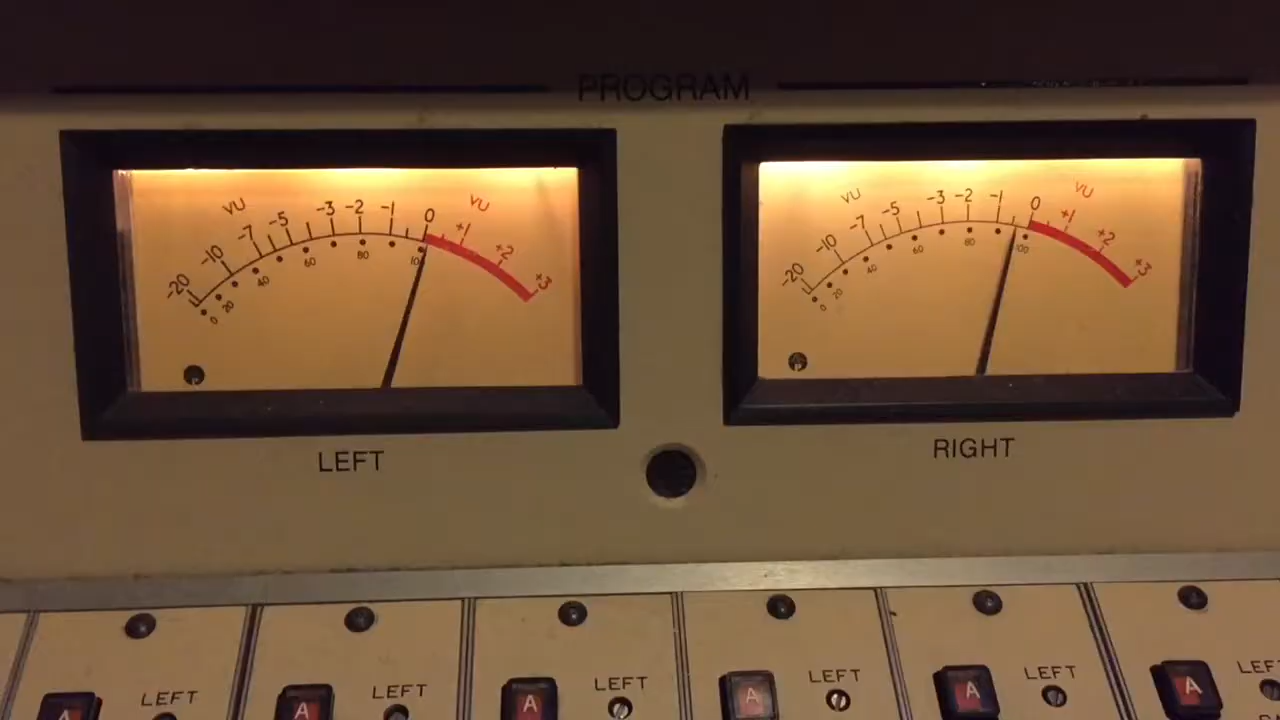 PROGRAM
VU -20 -10 -7 -5 -3 -2 -1 0 +1 +2 +3 VU
0 20 40 60 80 100
VU -20 -10 -7 -5 -3 -2 -1 0 +1 +2 +3 VU
0 20 40 60 80 100
LEFT
RIGHT
A LEFT A LEFT A LEFT A LEFT A LEFT A